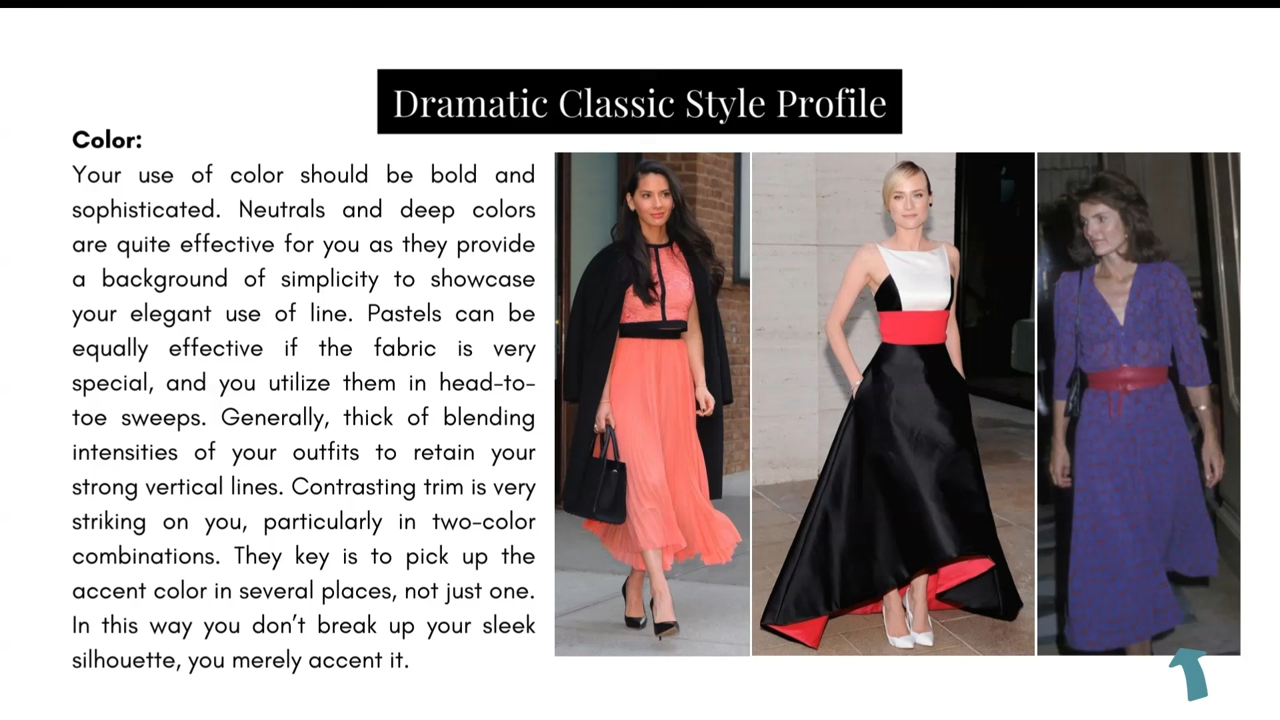 Dramatic Classic Style Profile
Color:
Your use of color should be bold and
sophisticated. Neutrals and deep colors
are quite effective for you as they provide
a background of simplicity to showcase
your elegant use of line. Pastels can be
equally effective if the fabric is very
special, and you utilize them in head-to-
toe sweeps. Generally, thick of blending
intensities of your outfits to retain your
strong vertical lines. Contrasting trim is very
striking on you, particularly in two-color
combinations. They key is to pick up the
accent color in several places, not just one.
In this way you don't break up your sleek
silhouette, you merely accent it.